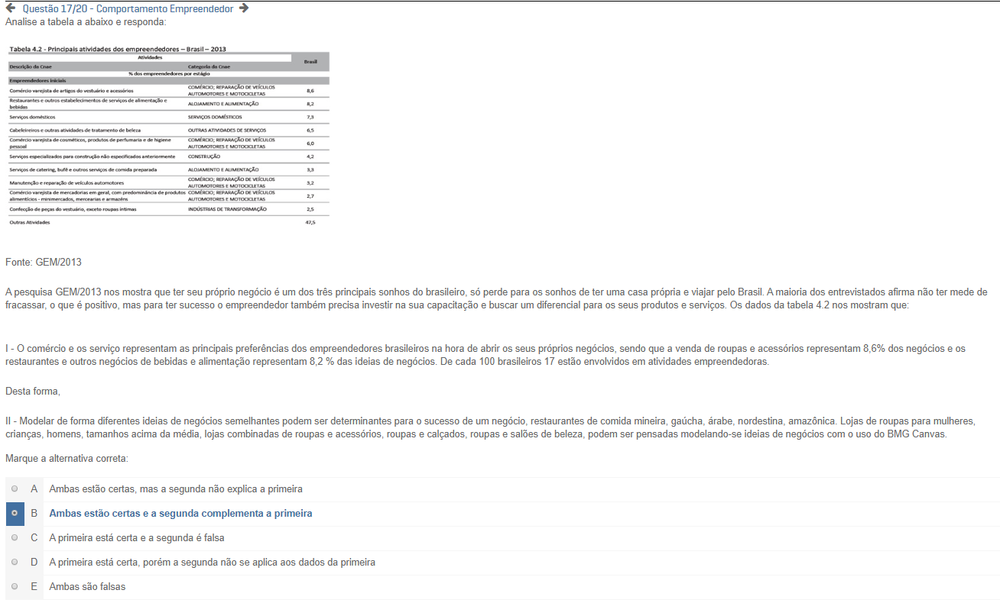 Questão 17/20 - Comportamento Empreendedor
Analise a tabela a abaixo e responda:
Tabela 4.2 - Principais atividades dos empreendedores – Brasil – 2013
Atividades
Brasil
Descrição da Cnae Categoria da Cnae
% dos empreendedores por estágio
Empreendedores iniciais
Comércio varejista de artigos do vestuário e acessórios COMÉRCIO; REPARAÇÃO DE VEÍCULOS AUTOMOTORES E MOTOCICLETAS 8,6
Restaurantes e outros estabelecimentos de serviços de alimentação e bebidas ALOJAMENTO E ALIMENTAÇÃO 8,2
Serviços domésticos SERVIÇOS DOMÉSTICOS 7,3
Cabeleireiros e outras atividades de tratamento de beleza OUTRAS ATIVIDADES DE SERVIÇOS 6,5
Comércio varejista de cosméticos, produtos de perfumaria e de higiene pessoal COMÉRCIO; REPARAÇÃO DE VEÍCULOS AUTOMOTORES E MOTOCICLETAS 6,0
Serviços especializados para construção não especificados anteriormente CONSTRUÇÃO 4,2
Serviços de catering, bufê e outros serviços de comida preparada ALOJAMENTO E ALIMENTAÇÃO 3,3
Manutenção e reparação de veículos automotores COMÉRCIO; REPARAÇÃO DE VEÍCULOS AUTOMOTORES E MOTOCICLETAS 3,2
Comércio varejista de mercadorias em geral, com predominância de produtos alimentícios - minimercados, mercearias e armazéns COMÉRCIO; REPARAÇÃO DE VEÍCULOS AUTOMOTORES E MOTOCICLETAS 2,7
Confecção de peças do vestuário, exceto roupas íntimas INDÚSTRIAS DE TRANSFORMAÇÃO 2,5
Outras Atividades 47,5
Fonte: GEM/2013
A pesquisa GEM/2013 nos mostra que ter seu próprio negócio é um dos três principais sonhos do brasileiro, só perde para os sonhos de ter uma casa própria e viajar pelo Brasil. A maioria dos entrevistados afirma não ter mede de
fracassar, o que é positivo, mas para ter sucesso o empreendedor também precisa investir na sua capacitação e buscar um diferencial para os seus produtos e serviços. Os dados da tabela 4.2 nos mostram que:
I - O comércio e os serviço representam as principais preferências dos empreendedores brasileiros na hora de abrir os seus próprios negócios, sendo que a venda de roupas e acessórios representam 8,6% dos negócios e os
restaurantes e outros negócios de bebidas e alimentação representam 8,2 % das ideias de negócios. De cada 100 brasileiros 17 estão envolvidos em atividades empreendedoras.
Desta forma,
II - Modelar de forma diferentes ideias de negócios semelhantes podem ser determinantes para o sucesso de um negócio, restaurantes de comida mineira, gaúcha, árabe, nordestina, amazônica. Lojas de roupas para mulheres,
crianças, homens, tamanhos acima da média, lojas combinadas de roupas e acessórios, roupas e calçados, roupas e salões de beleza, podem ser pensadas modelando-se ideias de negócios com o uso do BMG Canvas.
Marque a alternativa correta:
A Ambas estão certas, mas a segunda não explica a primeira
B Ambas estão certas e a segunda complementa a primeira
C A primeira está certa e a segunda é falsa
D A primeira está certa, porém a segunda não se aplica aos dados da primeira
E Ambas são falsas